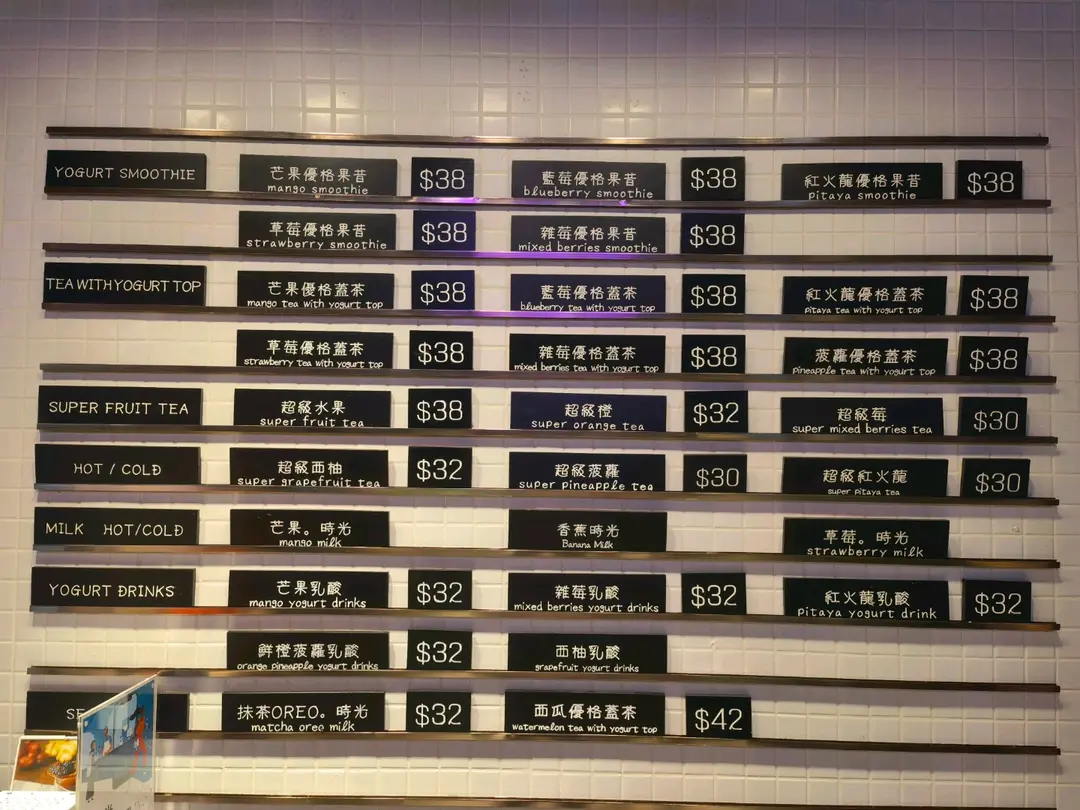 YOGURT SMOOTHIE
芒果優格果昔
mango smoothie
$38
藍莓優格果昔
blueberry smoothie
$38
紅火龍優格果昔
pitaya smoothie
$38
草莓優格果昔
strawberry smoothie
$38
雜莓優格果昔
mixed berries smoothie
$38
TEA WITH YOGURT TOP
芒果優格蓋茶
mango tea with yogurt top
$38
藍莓優格蓋茶
blueberry tea with yogurt top
$38
紅火龍優格蓋茶
pitaya tea with yogurt top
$38
草莓優格蓋茶
strawberry tea with yogurt top
$38
雜莓優格蓋茶
mixed berries tea with yogurt top
$38
菠蘿優格蓋茶
pineapple tea with yogurt top
$38
SUPER FRUIT TEA
超級水果
super fruit tea
$38
超級橙
super orange tea
$32
超級莓
super mixed berries tea
$30
HOT / COLD
超級西柚
super grapefruit tea
$32
超級菠蘿
super pineapple tea
$30
超級紅火龍
super pitaya tea
$30
MILK HOT/COLD
芒果。時光
mango milk
香蕉時光
Banana Milk
草莓。時光
strawberry milk
YOGURT DRINKS
芒果乳酸
mango yogurt drinks
$32
雜莓乳酸
mixed berries yogurt drinks
$32
紅火龍乳酸
pitaya yogurt drink
$32
鮮橙菠蘿乳酸
orange pineapple yogurt drinks
$32
西柚乳酸
grapefruit yogurt drinks
抹茶OREO。時光
matcha oreo milk
$32
西瓜優格蓋茶
watermelon tea with yogurt top
$42